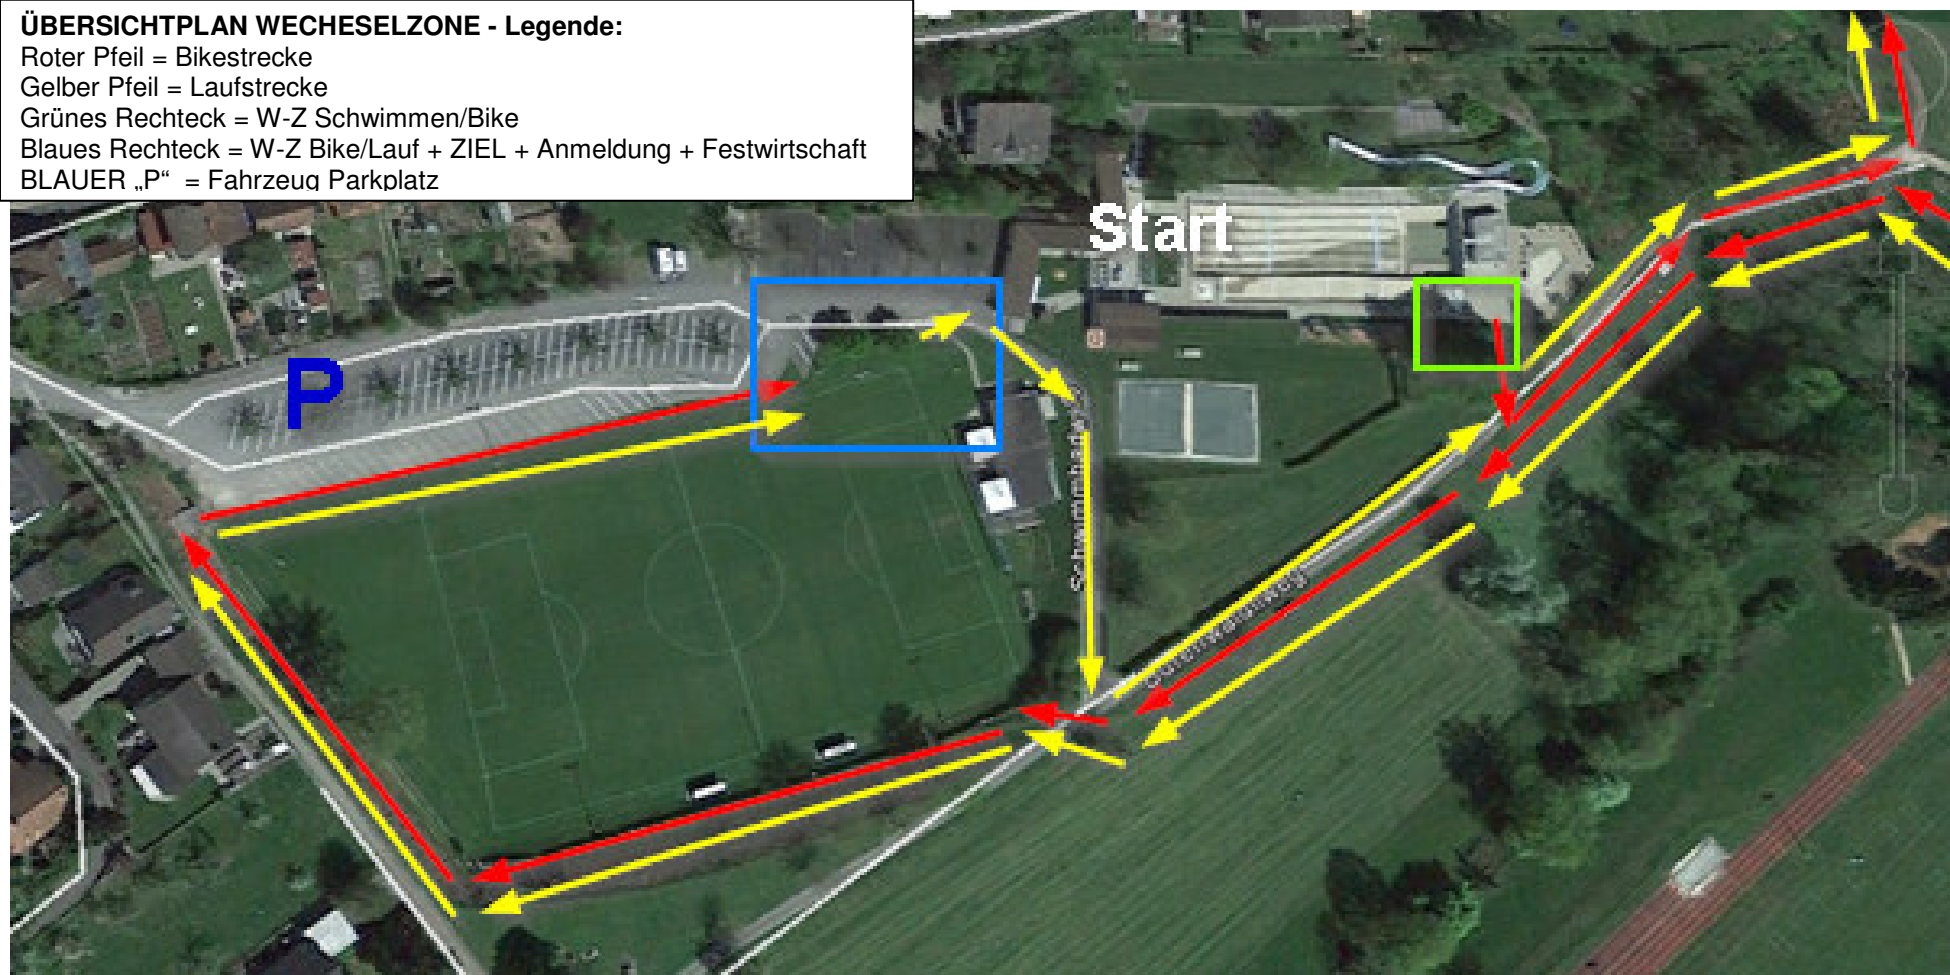 ÜBERSICHTPLAN WECHESELZONE - Legende:
Roter Pfeil = Bikestrecke
Gelber Pfeil = Laufstrecke
Grünes Rechteck = W-Z Schwimmen/Bike
Blaues Rechteck = W-Z Bike/Lauf + ZIEL + Anmeldung + Festwirtschaft
BLAUER „P“ = Fahrzeug Parkplatz
Start
P